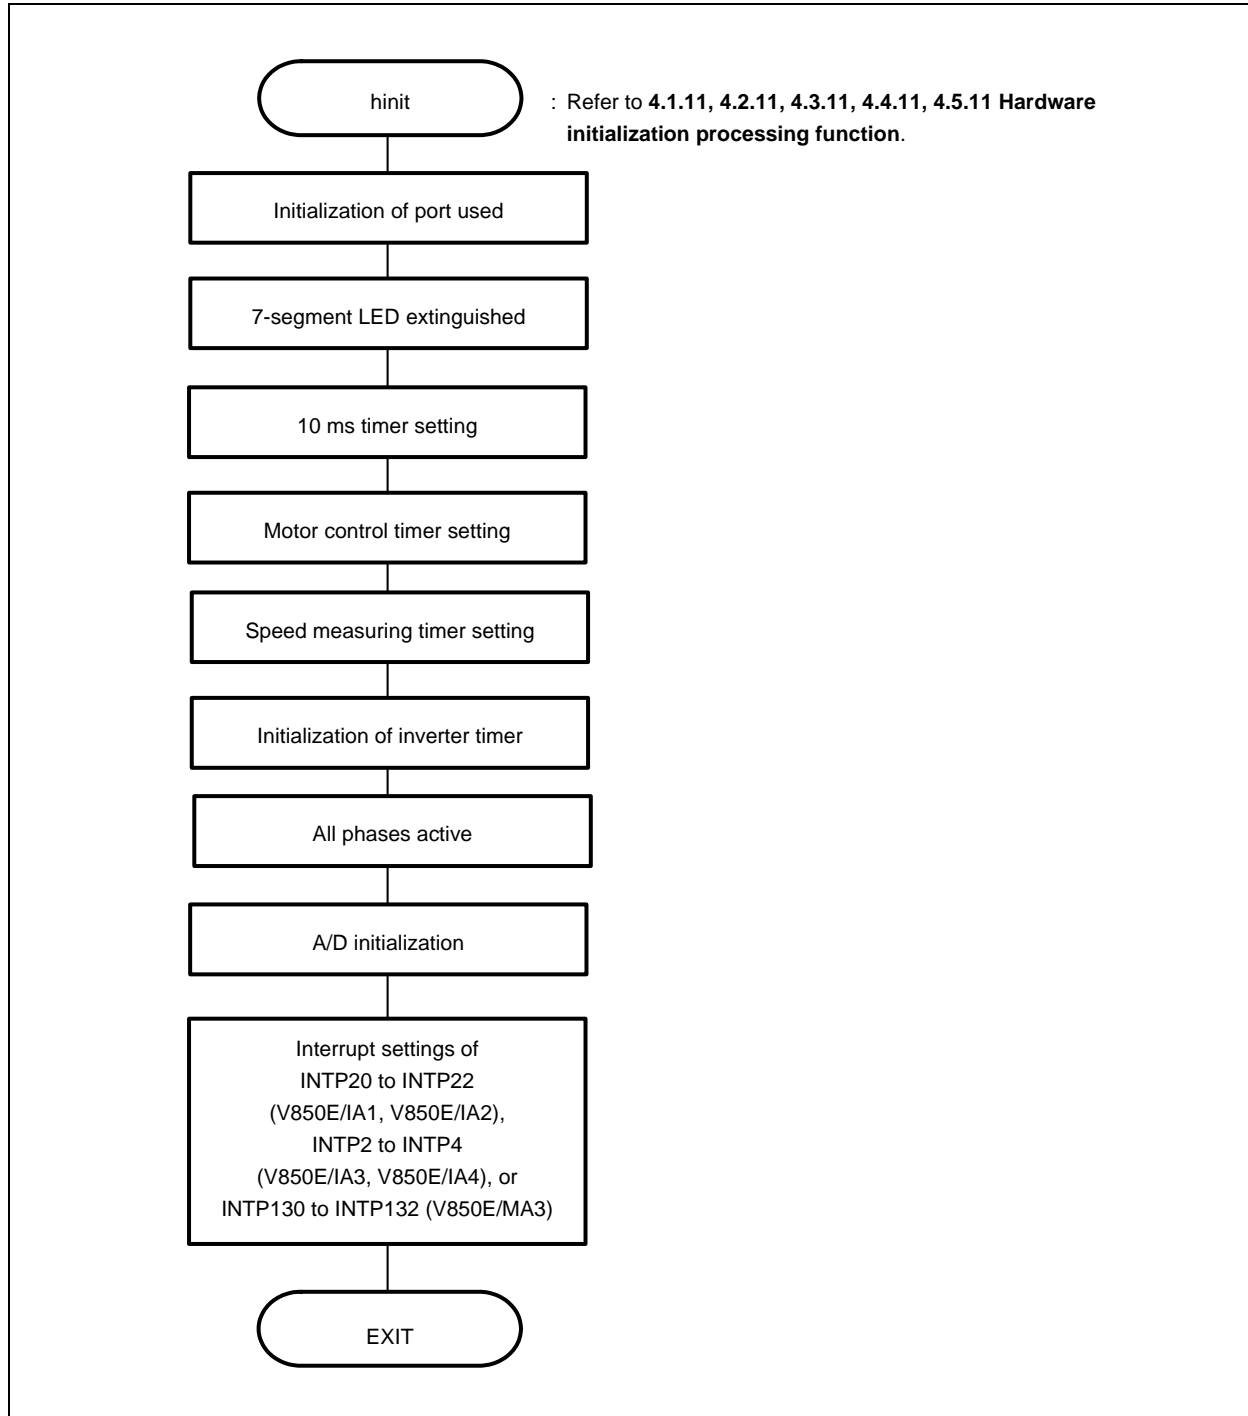 hinit
: Refer to 4.1.11, 4.2.11, 4.3.11, 4.4.11, 4.5.11 Hardware
initialization processing function.
Initialization of port used
7-segment LED extinguished
10 ms timer setting
Motor control timer setting
Speed measuring timer setting
Initialization of inverter timer
All phases active
A/D initialization
Interrupt settings of
INTP20 to INTP22
(V850E/IA1, V850E/IA2),
INTP2 to INTP4
(V850E/IA3, V850E/IA4), or
INTP130 to INTP132 (V850E/MA3)
EXIT